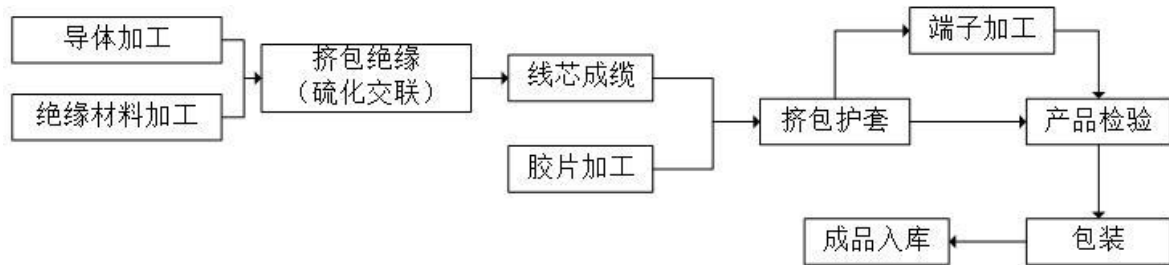 导体加工
绝缘材料加工
挤包绝缘
（硫化交联）
线芯成缆
胶片加工
挤包护套
端子加工
产品检验
包装
成品入库